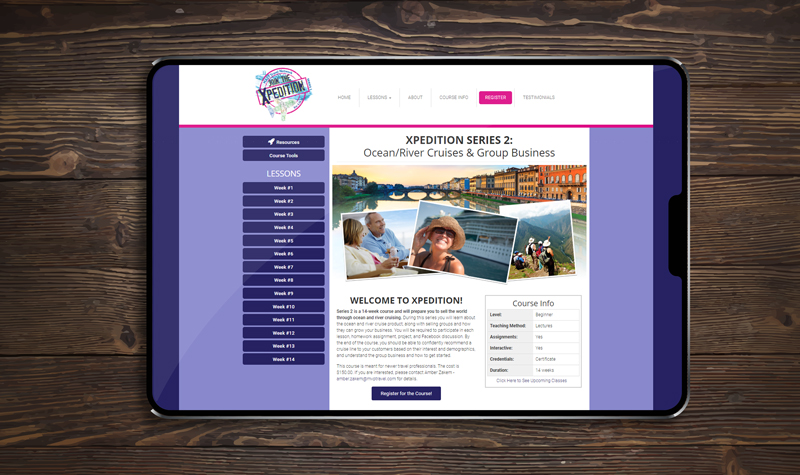 JOIN THE
XPEDITION
HOME
LESSONS
ABOUT
COURSE INFO
REGISTER
TESTIMONIALS
Resources
Course Tools
LESSONS
Week #1
Week #2
Week #3
Week #4
Week #5
Week #6
Week #7
Week #8
Week #9
Week #10
Week #11
Week #12
Week #13
Week #14
XPEDITION SERIES 2:
Ocean/River Cruises & Group Business
WELCOME TO XPEDITION!
Series 2 is a 14-week course and will prepare you to sell the world
through ocean and river cruising. During this series you will learn about
the ocean and river cruise product, along with selling groups and how
they can grow your business. You will be required to participate in each
lesson, homework assignment, project, and Facebook discussion. By
the end of the course, you should be able to confidently recommend a
cruise line to your customers based on their interest and demographics,
and understand the group business and how to get started.
This course is meant for newer travel professionals. The cost is
$150.00. If you are interested, please contact Amber
for details.
Register for the Course!
Course Info
Level: Beginner
Teaching Method: Lectures
Assignments: Yes
Interactive: Yes
Credentials: Certificate
Duration: 14 weeks
Click Here to See Upcoming Classes